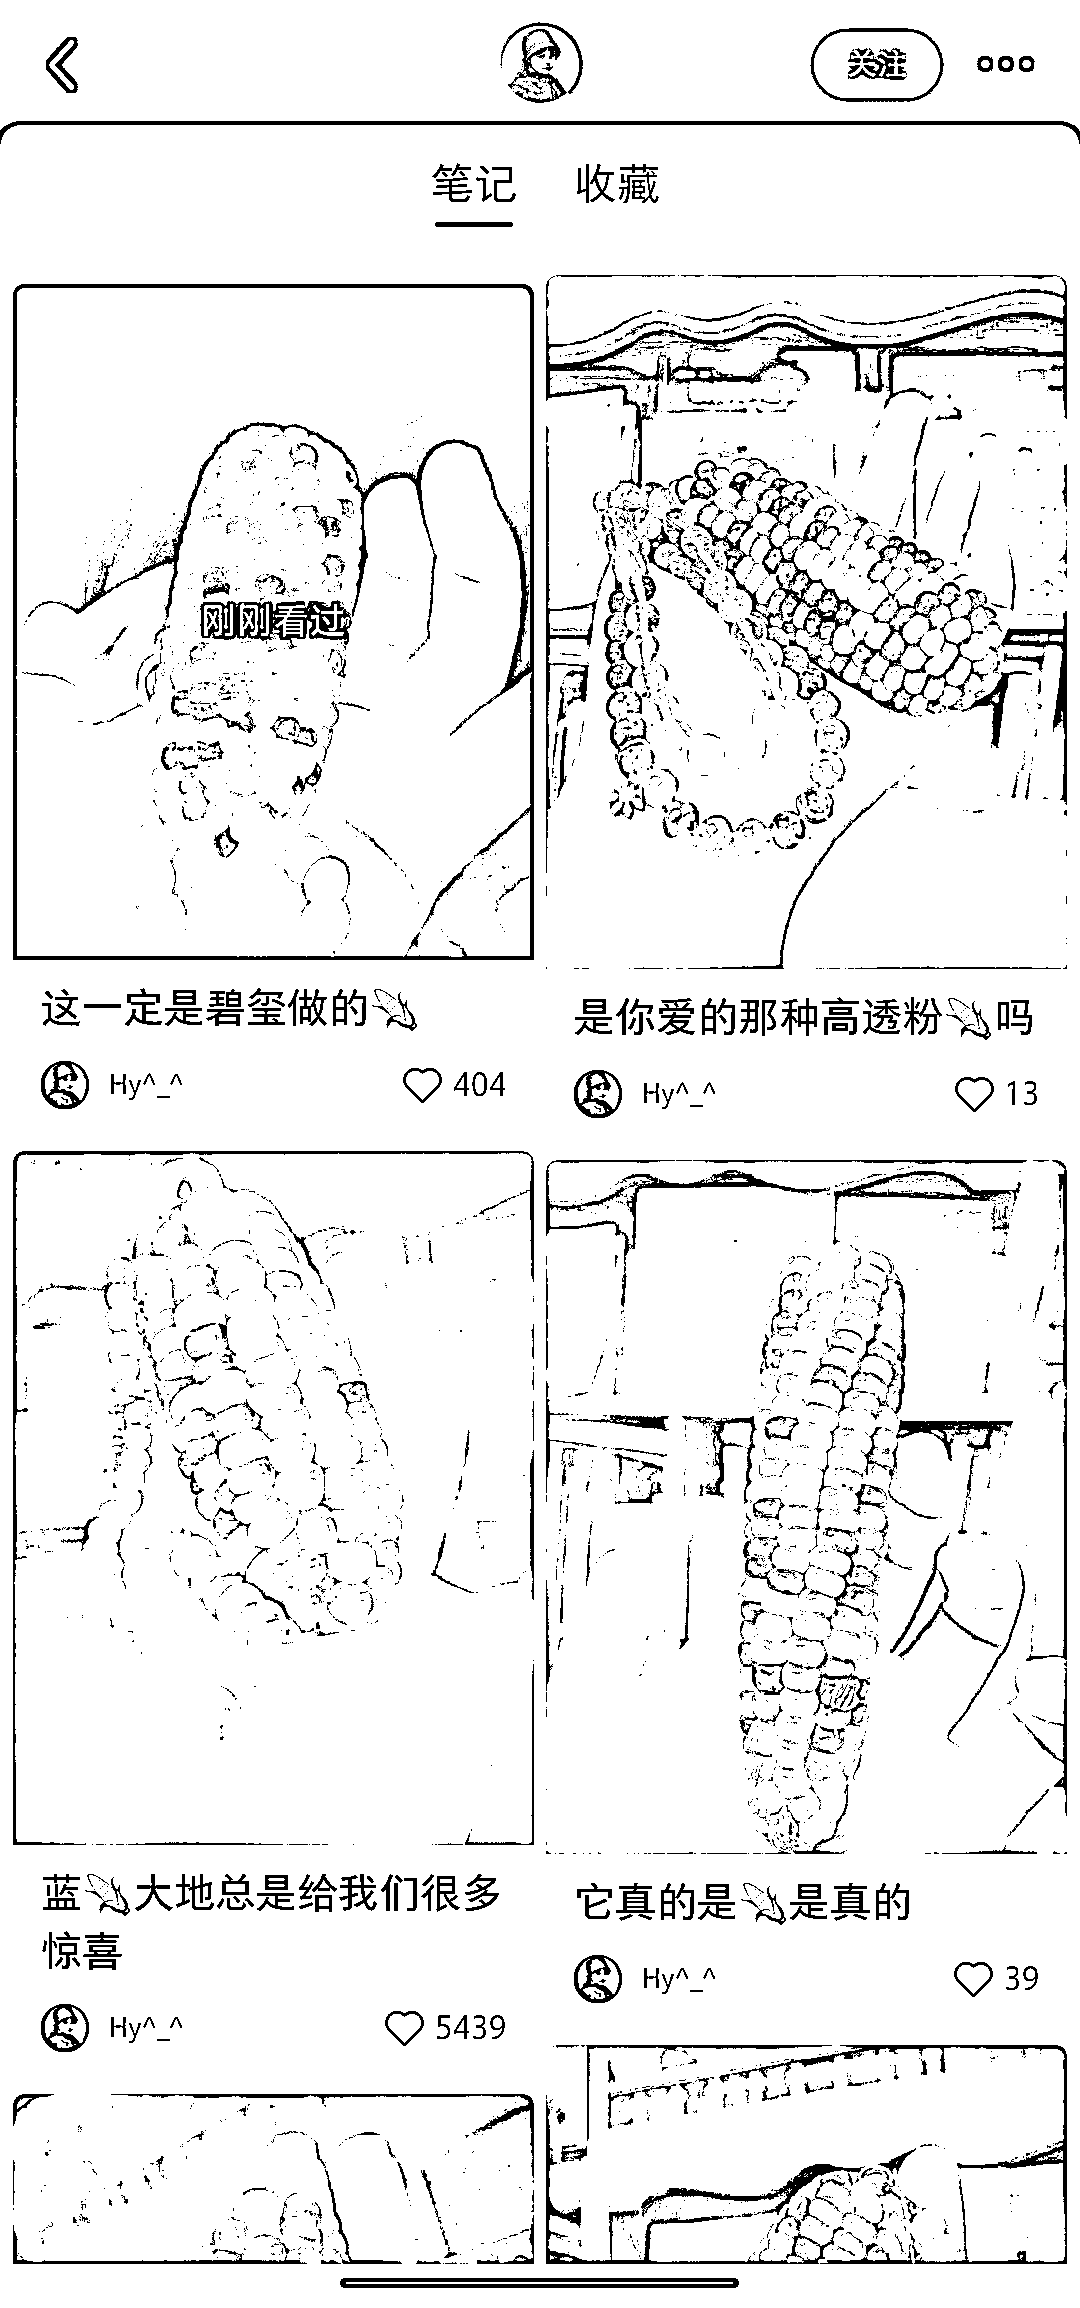 关注
笔记 收藏
刚刚看过
这一定是碧玺做的🌽
Hy^_^ 404
是你爱的那种高透粉🌽吗
Hy^_^ 13
蓝🌽大地总是给我们很多
惊喜
Hy^_^ 5439
它真的是🌽是真的
Hy^_^ 39